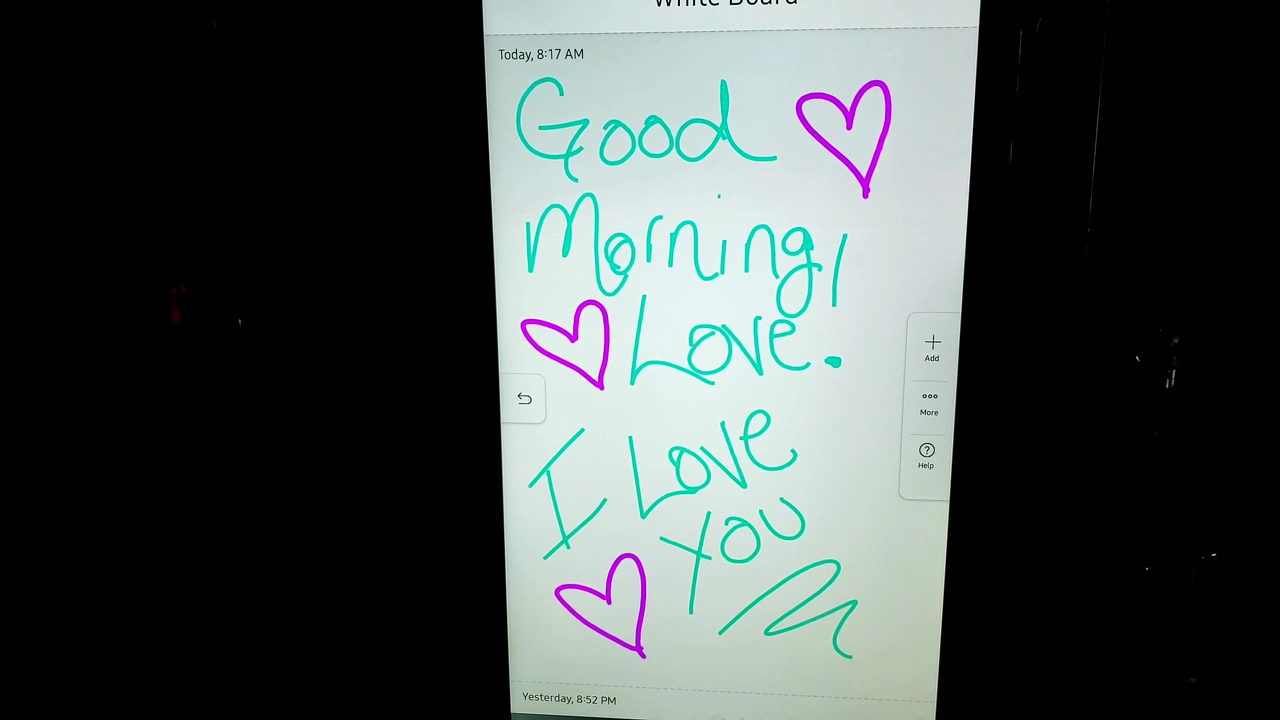 White Board
Today, 8:17 AM
Good
Morning!
Love.
I Love
You
Add
More
Help
Yesterday, 8:52 PM